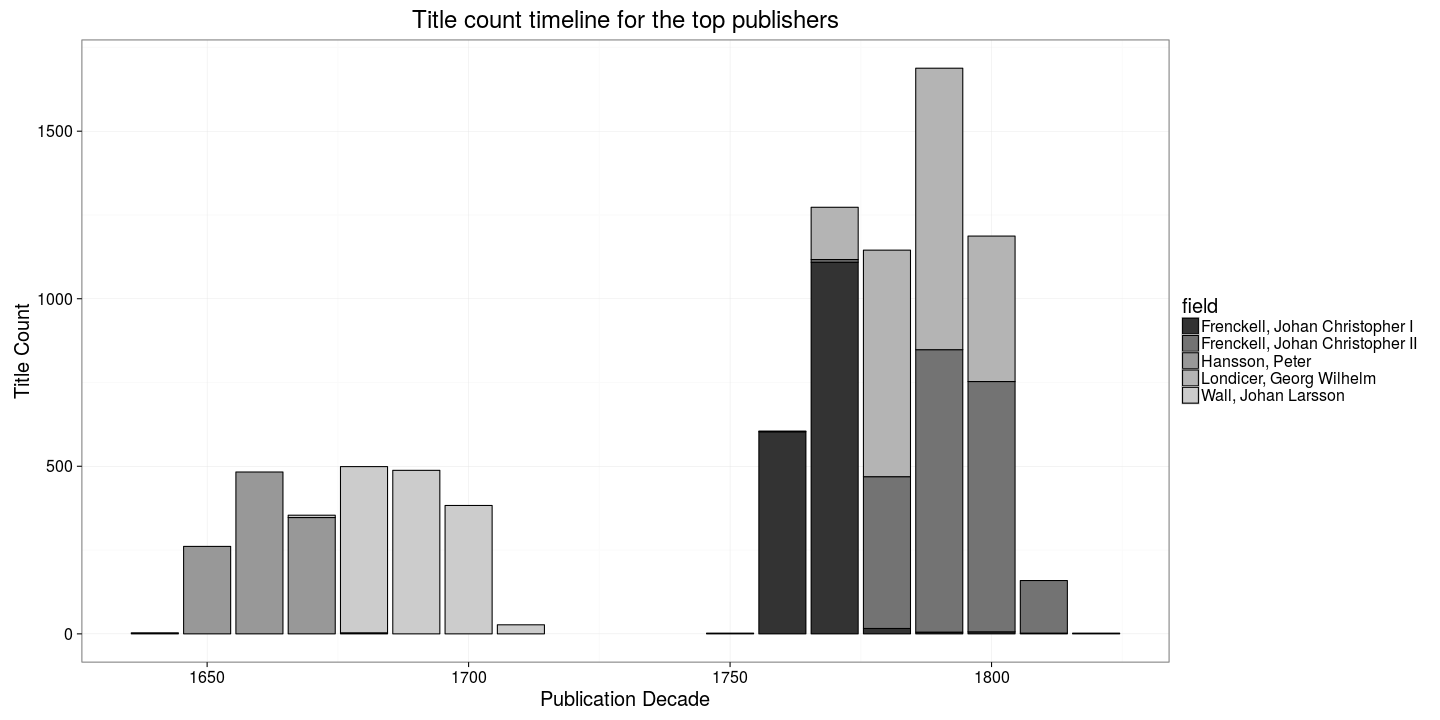 Title count timeline for the top publishers
Title Count
1500
1000
500
0
1650
1700
1750
1800
Publication Decade
field
Frenckell, Johan Christopher I
Frenckell, Johan Christopher II
Hansson, Peter
Londicer, Georg Wilhelm
Wall, Johan Larsson